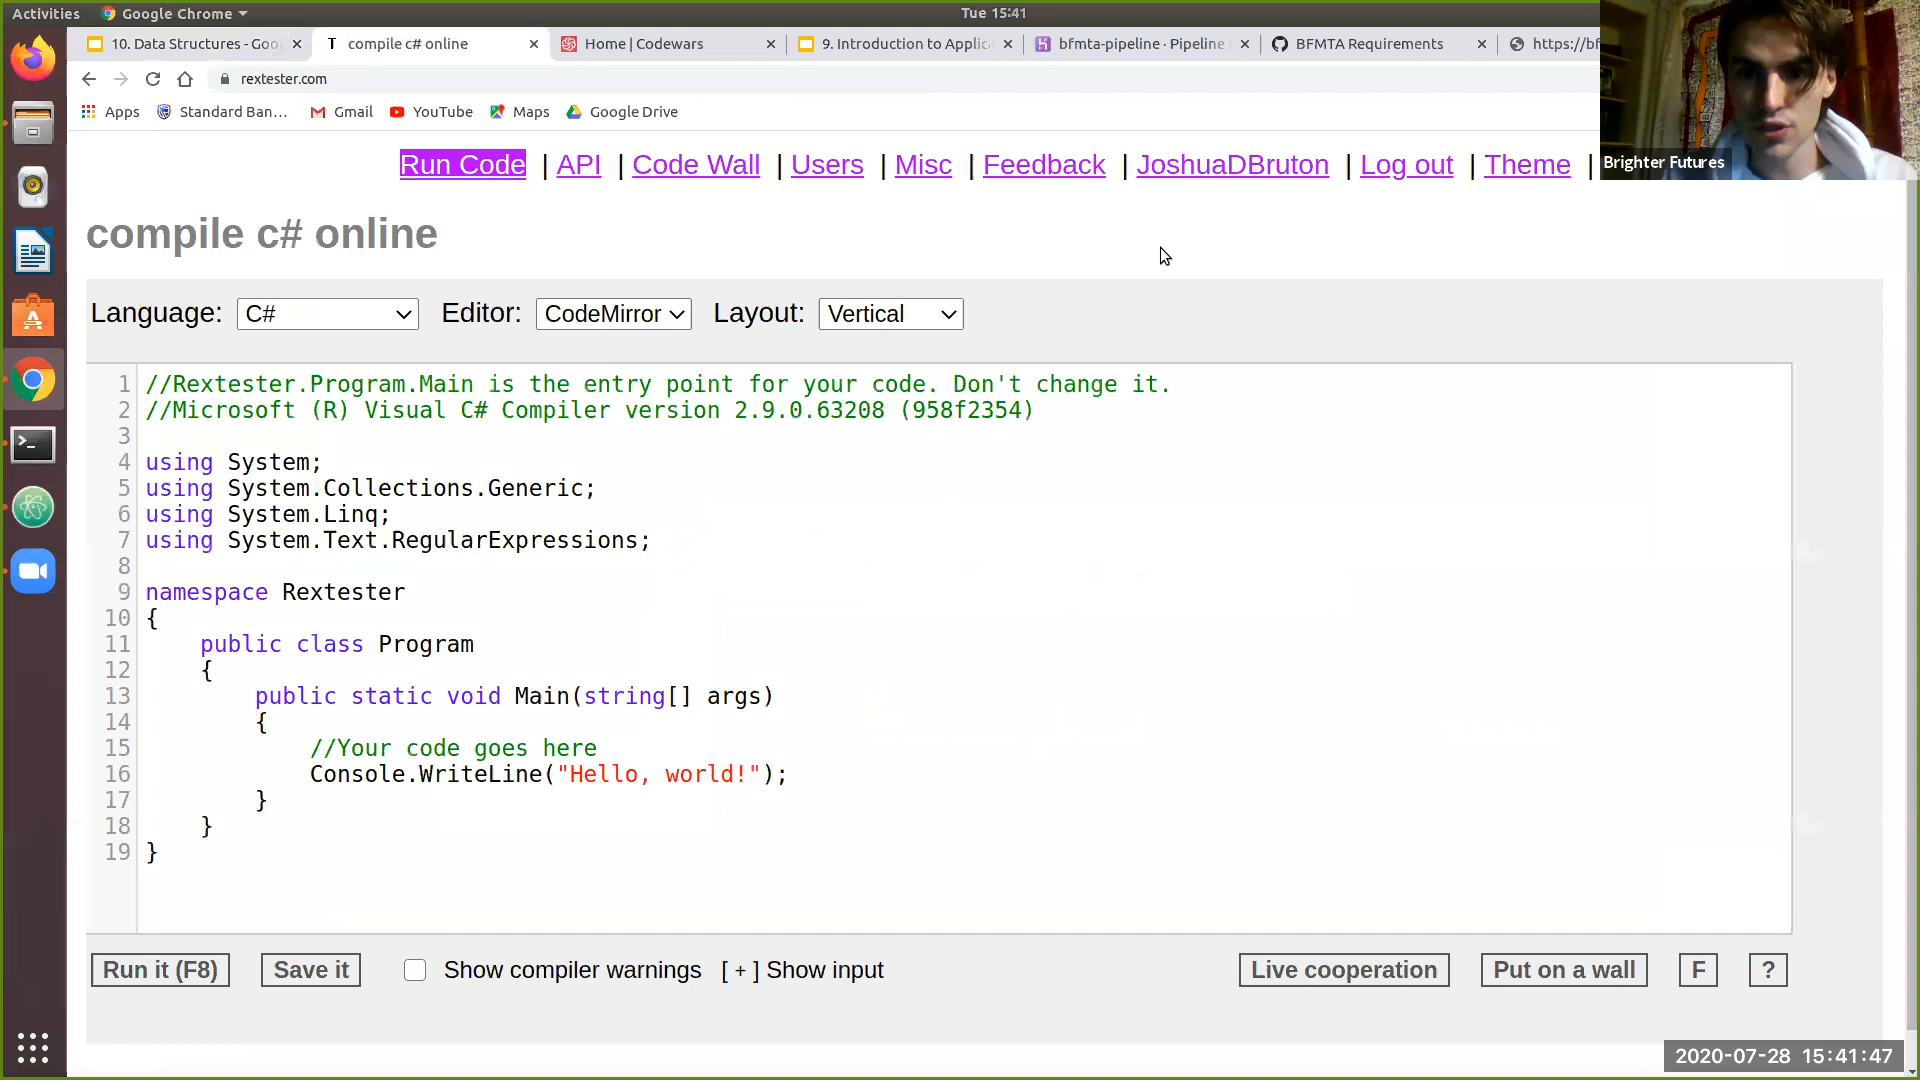 Activities
Google Chrome
Tue 15:41
10. Data Structures - Goo
compile c# online
Home | Codewars
9. Introduction to Applic
bfmta-pipeline · Pipeline
BFMTA Requirements
https://bf
rextester.com
Apps
Standard Ban...
Gmail
YouTube
Maps
Google Drive
Run Code | API | Code Wall | Users | Misc | Feedback | JoshuaDBruton | Log out | Theme |
Brighter Futures
compile c# online
Language: C# Editor: CodeMirror Layout: Vertical
1 //Rextester.Program.Main is the entry point for your code. Don't change it.
2 //Microsoft (R) Visual C# Compiler version 2.9.0.63208 (958f2354)
3
4 using System;
5 using System.Collections.Generic;
6 using System.Linq;
7 using System.Text.RegularExpressions;
8
9 namespace Rextester
10 {
11 public class Program
12 {
13 public static void Main(string[] args)
14 {
15 //Your code goes here
16 Console.WriteLine("Hello, world!");
17 }
18 }
19 }
Run it (F8)
Save it
Show compiler warnings [ + ] Show input
Live cooperation
Put on a wall
F
?
2020-07-28 15:41:47